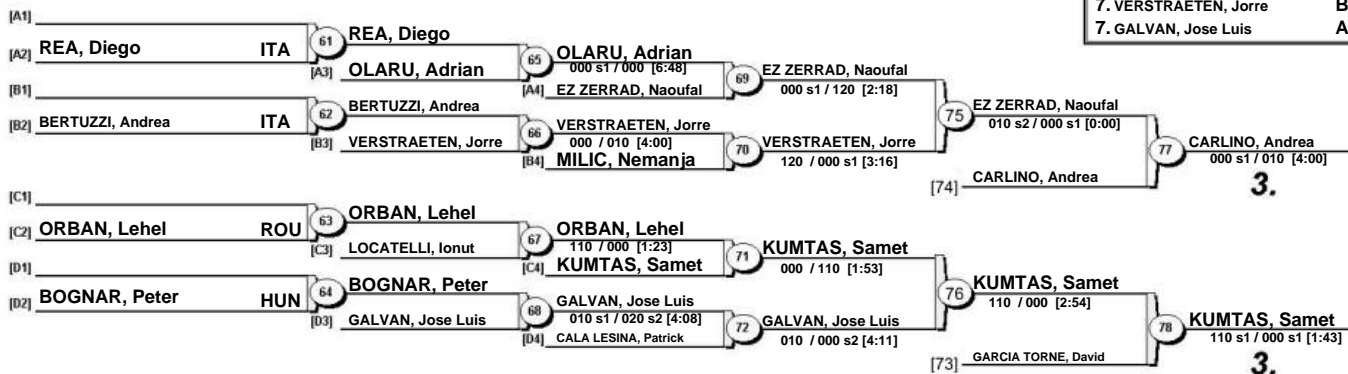 7. VERSTRAETEN, Jorre B
7. GALVAN, Jose Luis A
[A1]
[A2] REA, Diego ITA
61
REA, Diego
[A3] OLARU, Adrian
65
OLARU, Adrian
000 s1 / 000 [6:48]
[A4] EZ ZERRAD, Naoufal
69
EZ ZERRAD, Naoufal
000 s1 / 120 [2:18]
[B1]
[B2] BERTUZZI, Andrea ITA
62
BERTUZZI, Andrea
[B3] VERSTRAETEN, Jorre
66
VERSTRAETEN, Jorre
000 / 010 [4:00]
[B4] MILIC, Nemanja
70
VERSTRAETEN, Jorre
120 / 000 s1 [3:16]
75
EZ ZERRAD, Naoufal
010 s2 / 000 s1 [0:00]
[74] CARLINO, Andrea
77
CARLINO, Andrea
000 s1 / 010 [4:00]
3.
[C1]
[C2] ORBAN, Lehel ROU
63
ORBAN, Lehel
[C3] LOCATELLI, Ionut
67
ORBAN, Lehel
110 / 000 [1:23]
[C4] KUMTAS, Samet
71
KUMTAS, Samet
000 / 110 [1:53]
[D1]
[D2] BOGNAR, Peter HUN
64
BOGNAR, Peter
[D3] GALVAN, Jose Luis
68
GALVAN, Jose Luis
010 s1 / 020 s2 [4:08]
[D4] CALA LESINA, Patrick
72
GALVAN, Jose Luis
010 / 000 s2 [4:11]
76
KUMTAS, Samet
110 / 000 [2:54]
[73] GARCIA TORNE, David
78
KUMTAS, Samet
110 s1 / 000 s1 [1:43]
3.